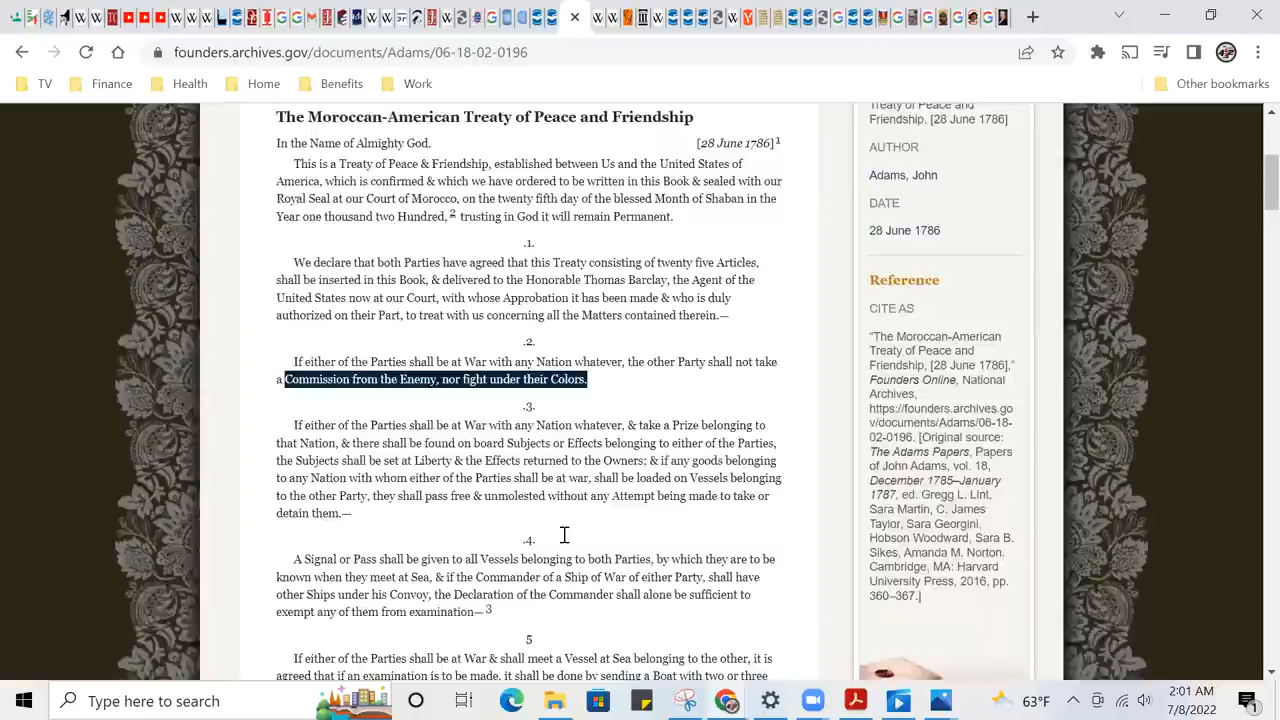 founders.archives.gov/documents/Adams/06-18-02-0196
TV
Finance
Health
Home
Benefits
Work
Other bookmarks
The Moroccan-American Treaty of Peace and Friendship
In the Name of Almighty God.
[28 June 1786]1
This is a Treaty of Peace & Friendship, established between Us and the United States of
America, which is confirmed & which we have ordered to be written in this Book & sealed with our
Royal Seal at our Court of Morocco, on the twenty fifth day of the blessed Month of Shaban in the
Year one thousand two Hundred, 2 trusting in God it will remain Permanent.
.1.
We declare that both Parties have agreed that this Treaty consisting of twenty five Articles,
shall be inserted in this Book, & delivered to the Honorable Thomas Barclay, the Agent of the
United States now at our Court, with whose Approbation it has been made & who is duly
authorized on their Part, to treat with us concerning all the Matters contained therein.—
.2.
If either of the Parties shall be at War with any Nation whatever, the other Party shall not take
a Commission from the Enemy, nor fight under their Colors.
.3.
If either of the Parties shall be at War with any Nation whatever, & take a Prize belonging to
that Nation, & there shall be found on board Subjects or Effects belonging to either of the Parties,
the Subjects shall be set at Liberty & the Effects returned to the Owners; & if any goods belonging
to any Nation with whom either of the Parties shall be at war, shall be loaded on Vessels belonging
to the other Party, they shall pass free & unmolested without any Attempt being made to take or
detain them.—
.4.
A Signal or Pass shall be given to all Vessels belonging to both Parties, by which they are to be
known when they meet at Sea, & if the Commander of a Ship of War of either Party, shall have
other Ships under his Convoy, the Declaration of the Commander shall alone be sufficient to
exempt any of them from examination— 3
5
If either of the Parties shall be at War & shall meet a Vessel at Sea belonging to the other, it is
agreed that if an examination is to be made, it shall be done by sending a Boat with two or three
Treaty of Peace and
Friendship, [28 June 1786]
AUTHOR
Adams, John
DATE
28 June 1786
Reference
CITE AS
“The Moroccan-American
Treaty of Peace and
Friendship, [28 June 1786],”
Founders Online, National
Archives,
https://founders.archives.go
v/documents/Adams/06-18-
02-0196. [Original source:
The Adams Papers, Papers
of John Adams, vol. 18,
December 1785–January
1787, ed. Gregg L. Lint,
Sara Martin, C. James
Taylor, Sara Georgini,
Hobson Woodward, Sara B.
Sikes, Amanda M. Norton.
Cambridge, MA: Harvard
University Press, 2016, pp.
360–367.]
Type here to search
63°F
2:01 AM
7/8/2022
1